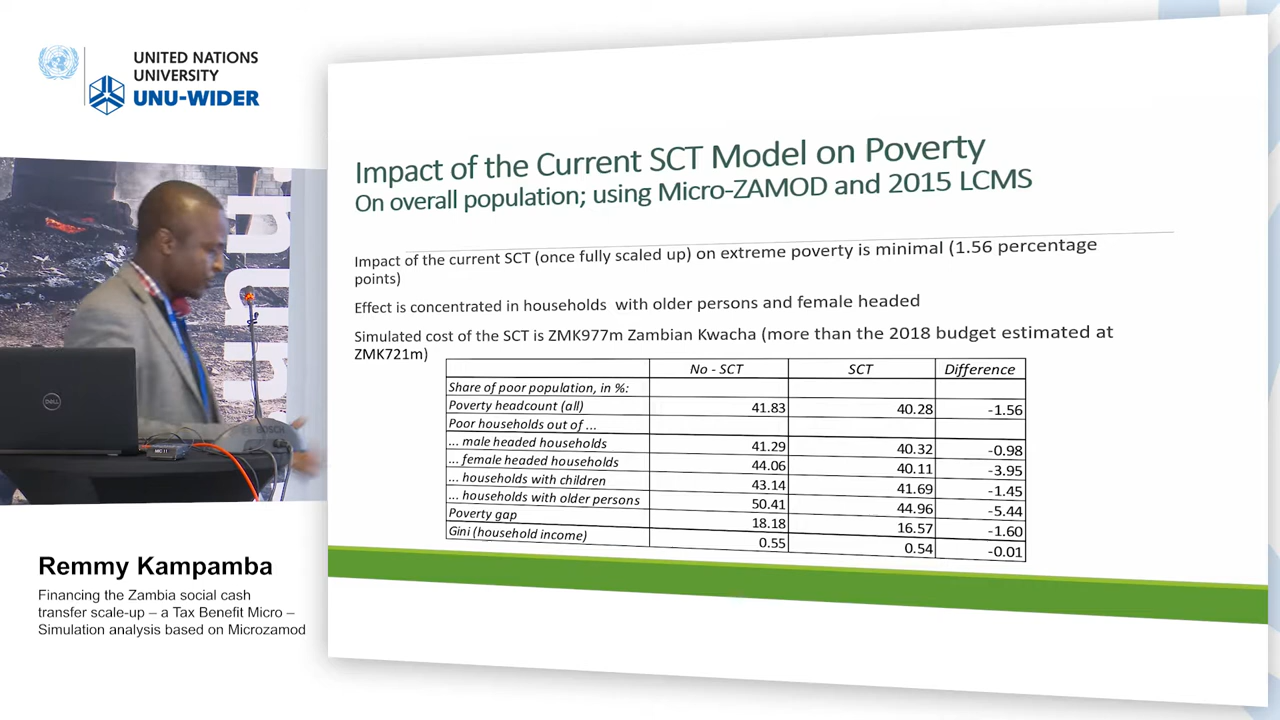 UNITED NATIONS
UNIVERSITY
UNU-WIDER
Impact of the Current SCT Model on Poverty
On overall population; using Micro-ZAMOD and 2015 LCMS
Impact of the current SCT (once fully scaled up) on extreme poverty is minimal (1.56 percentage
points)
Effect is concentrated in households with older persons and female headed
Simulated cost of the SCT is ZMK977m Zambian Kwacha (more than the 2018 budget estimated at
ZMK721m)
No - SCT SCT Difference
Share of poor population, in %:
Poverty headcount (all) 41.83 40.28 -1.56
Poor households out of ...
... male headed households 41.29 40.32 -0.98
... female headed households 44.06 40.11 -3.95
... households with children 43.14 41.69 -1.45
... households with older persons 50.41 44.96 -5.44
Poverty gap 18.18 16.57 -1.60
Gini (household income) 0.55 0.54 -0.01
DELL
BOSCH
MIC 11
Remmy Kampamba
Financing the Zambia social cash
transfer scale-up – a Tax Benefit Micro –
Simulation analysis based on Microzamod